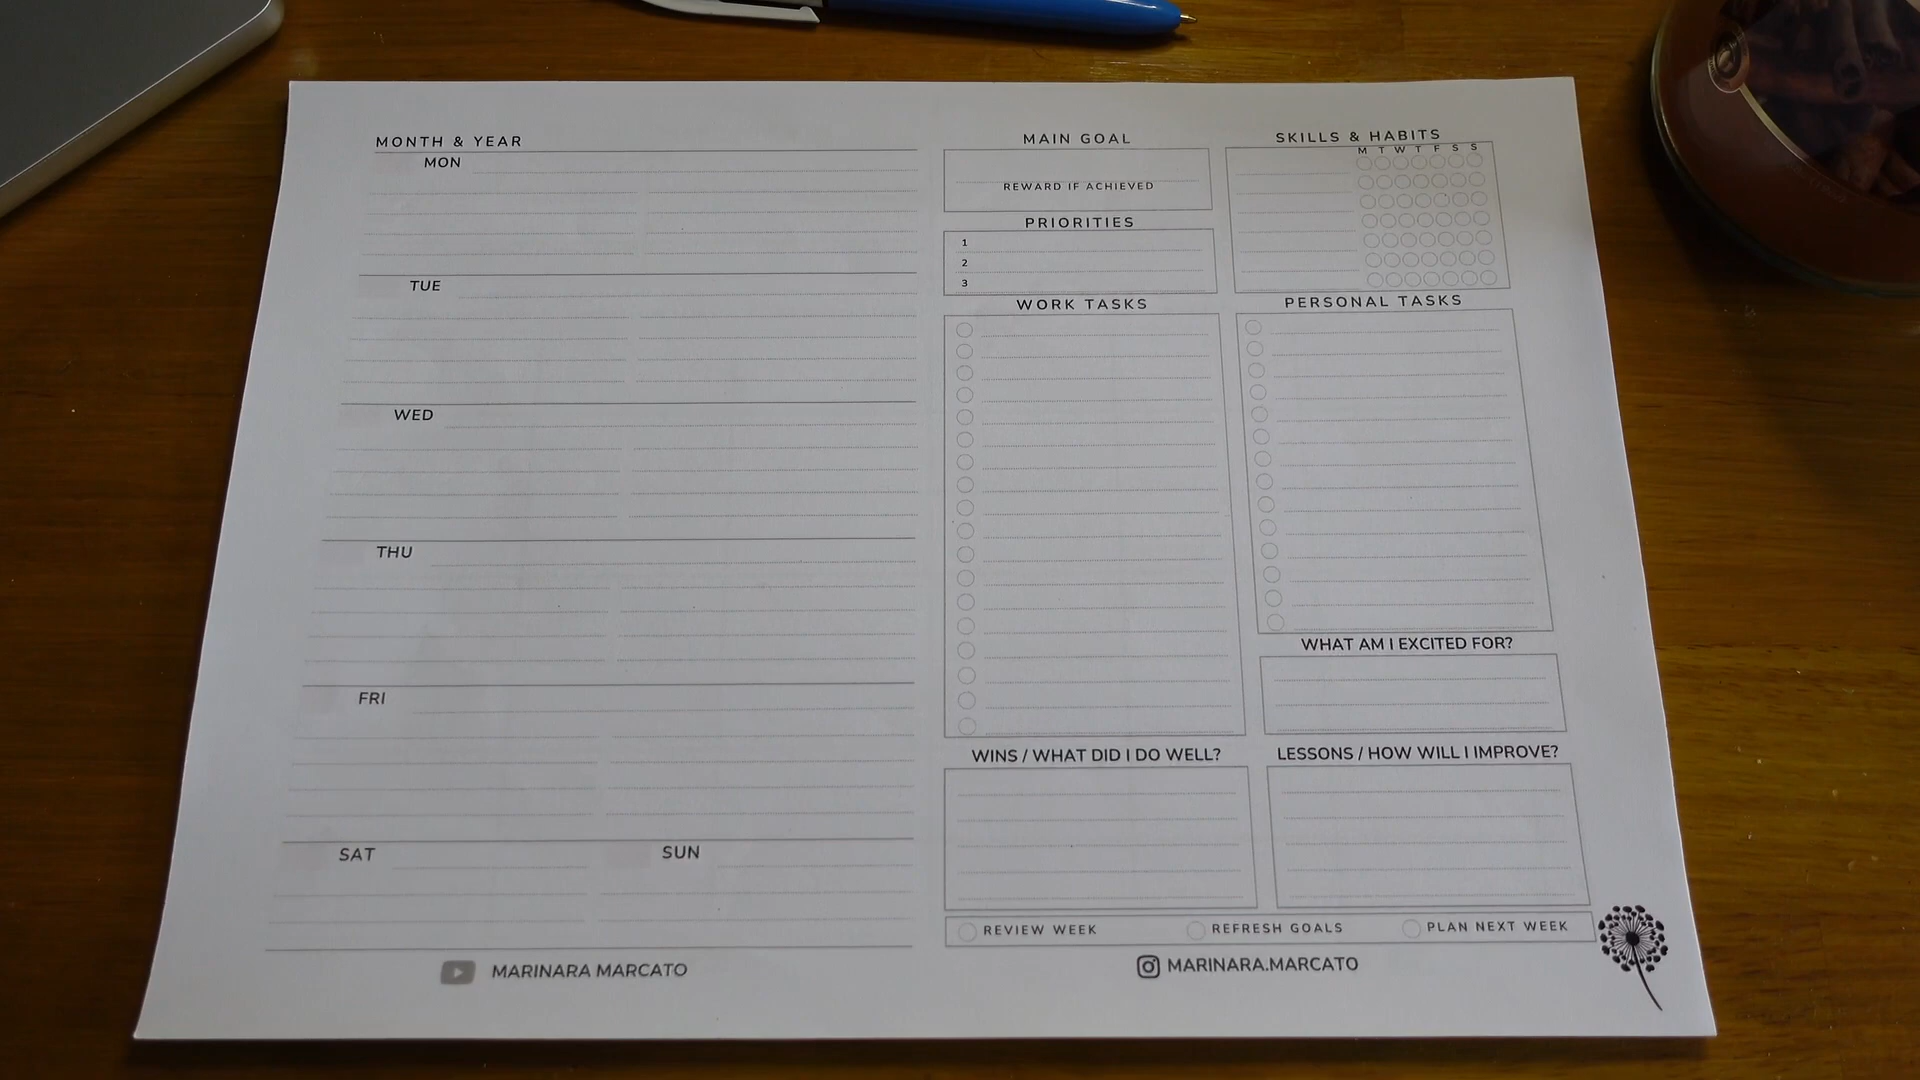 MONTH & YEAR
MON
TUE
WED
THU
FRI
SAT
SUN
MARINARA MARCATO
MAIN GOAL
REWARD IF ACHIEVED
PRIORITIES
1
2
3
SKILLS & HABITS
M T W T F S S
WORK TASKS
PERSONAL TASKS
WHAT AM I EXCITED FOR?
WINS / WHAT DID I DO WELL?
LESSONS / HOW WILL I IMPROVE?
REVIEW WEEK
REFRESH GOALS
PLAN NEXT WEEK
MARINARA.MARCATO